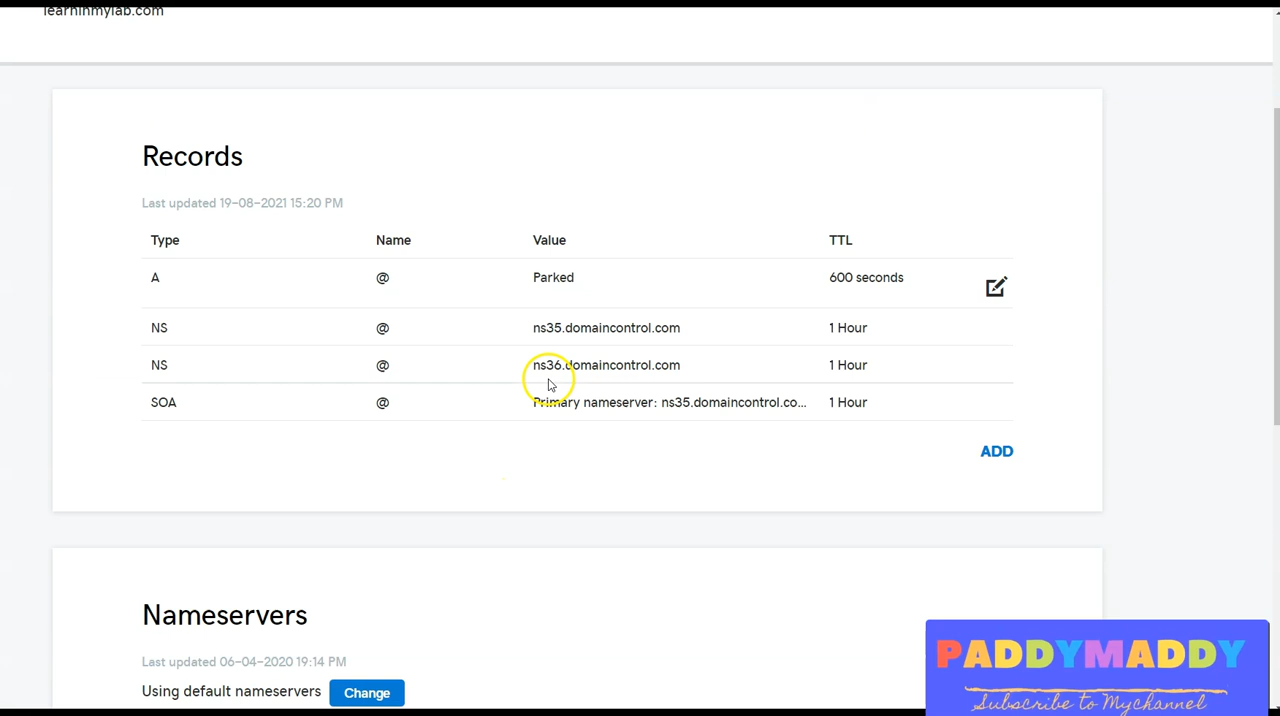 learninmylab.com
Records
Last updated 19-08-2021 15:20 PM
Type Name Value TTL
A @ Parked 600 seconds
NS @ ns35.domaincontrol.com 1 Hour
NS @ ns36.domaincontrol.com 1 Hour
SOA @ Primary nameserver: ns35.domaincontrol.co... 1 Hour
ADD
Nameservers
Last updated 06-04-2020 19:14 PM
Using default nameservers Change
PADDYMADDY
Subscribe to Mychannel